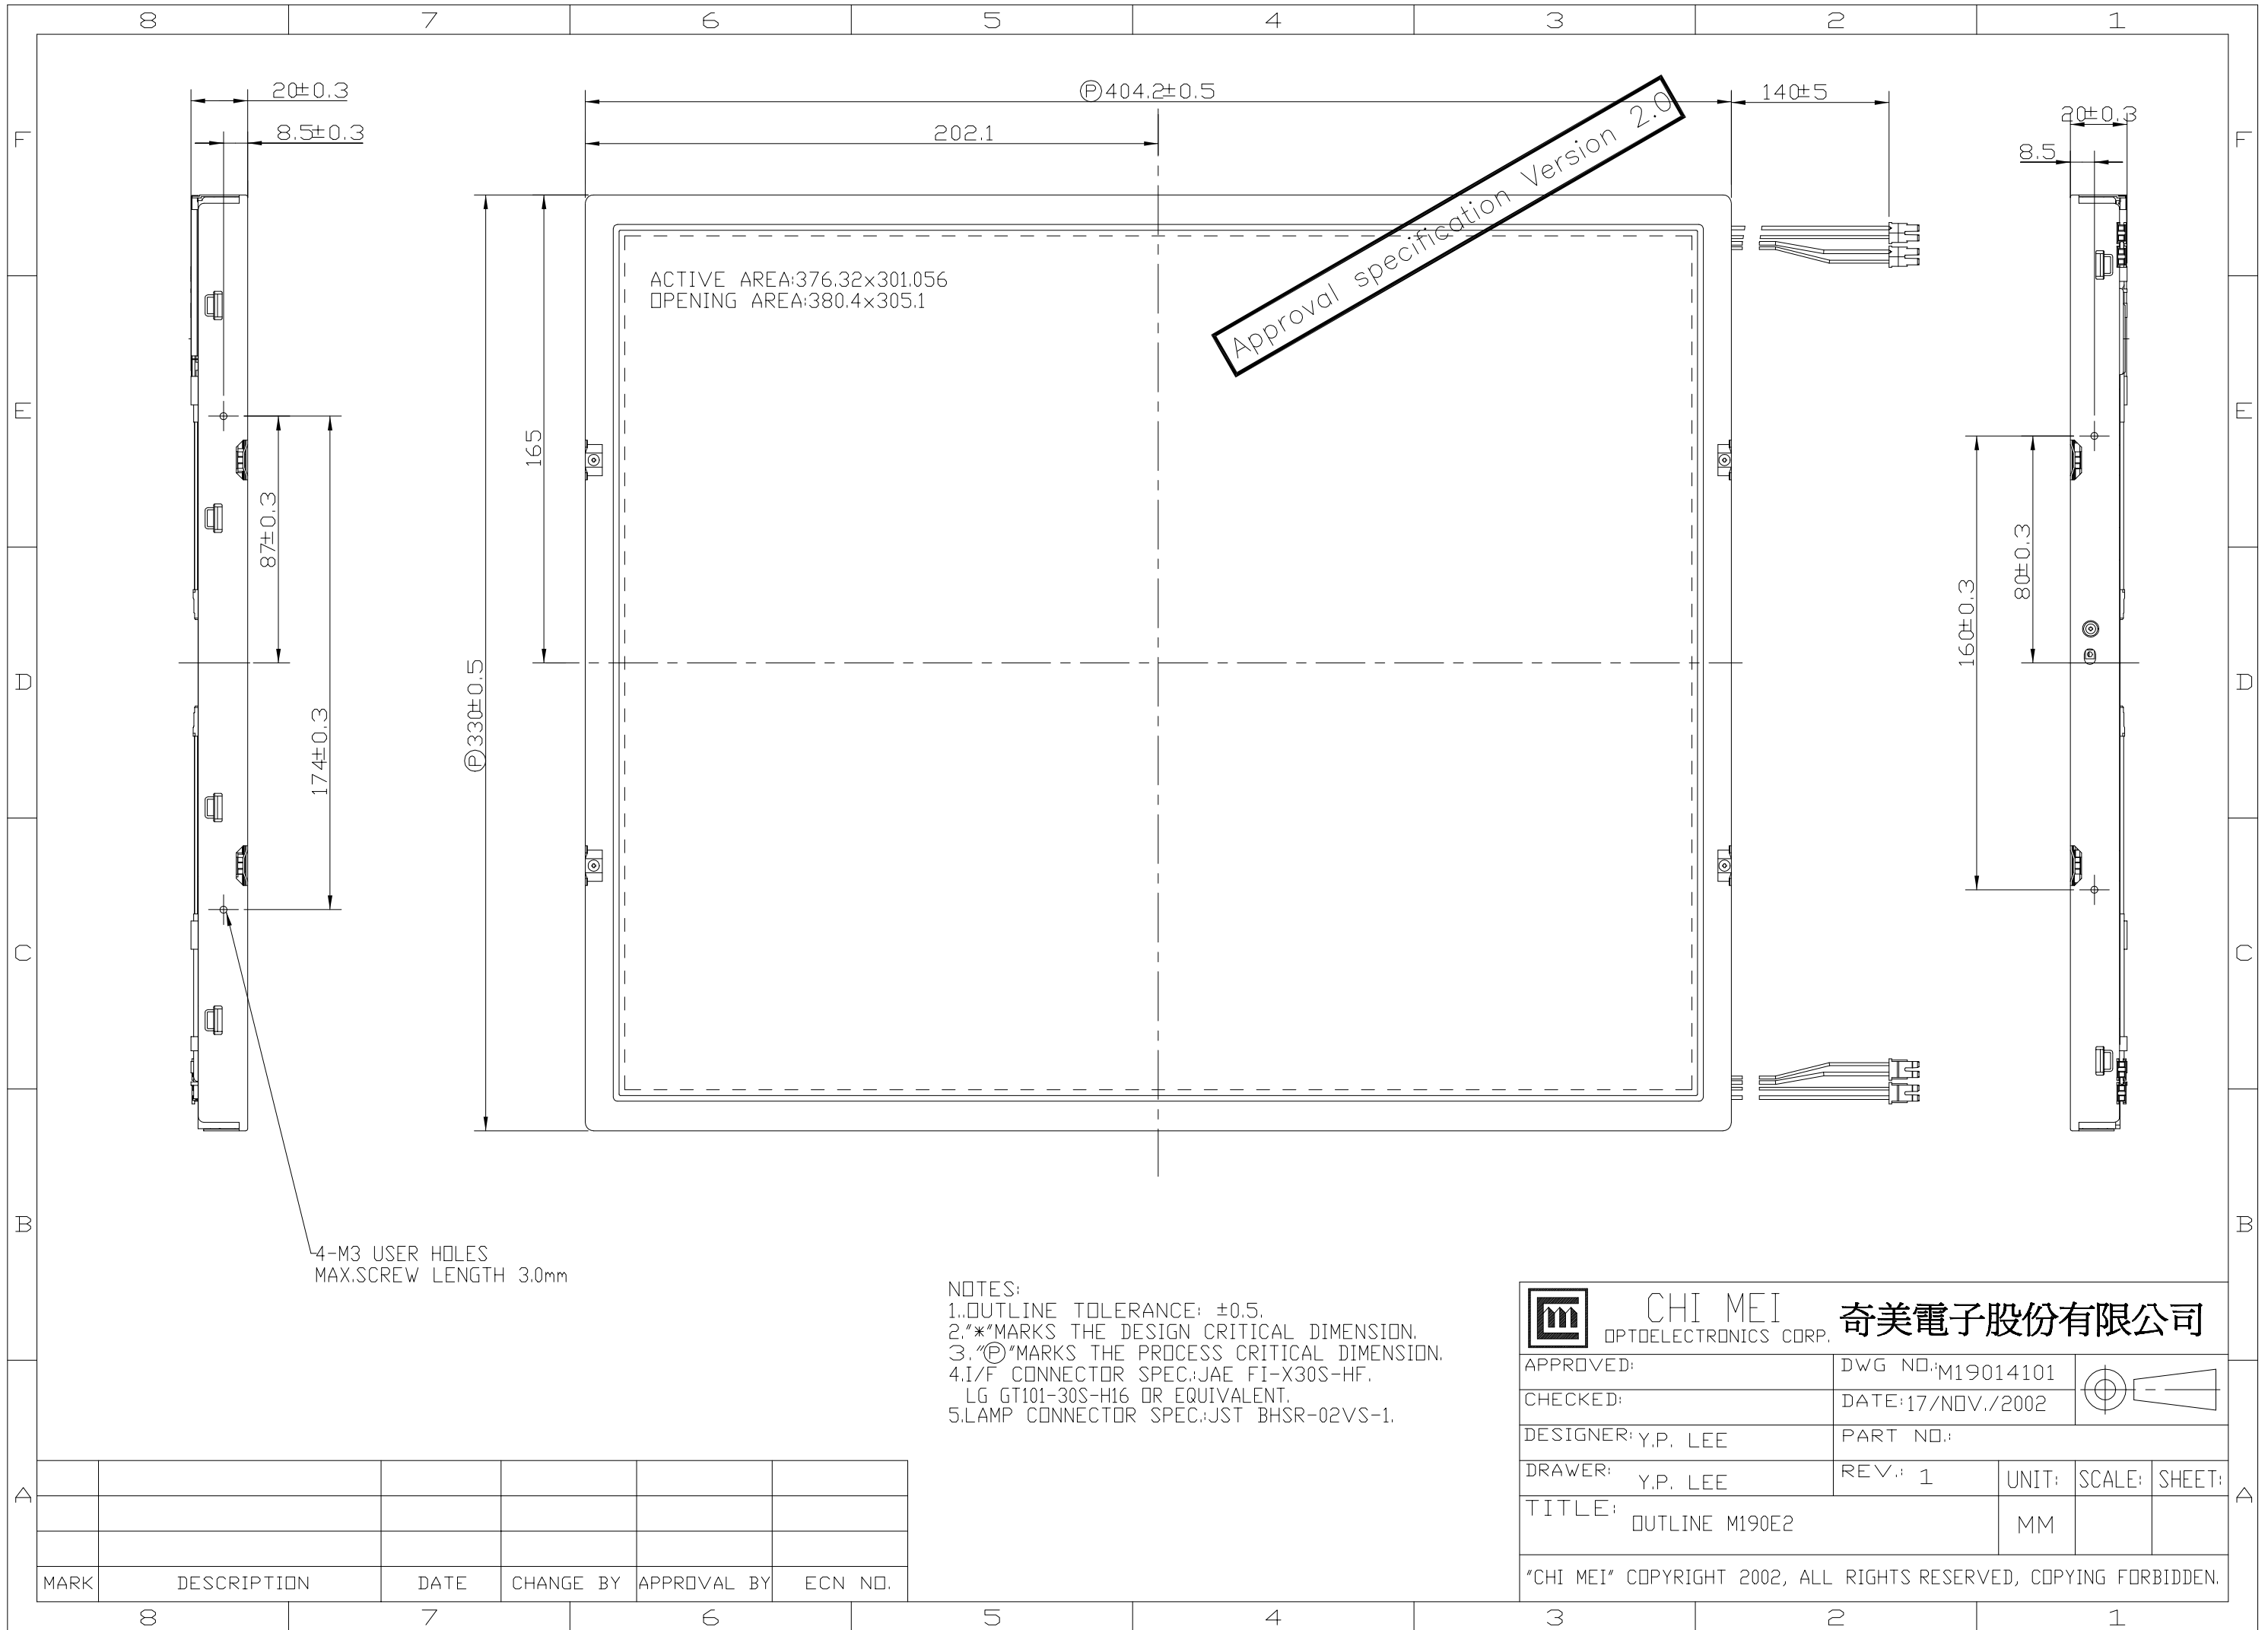 8 7 6 5 4 3 2 1
20±0.3
8.5±0.3
Ⓟ404.2±0.5
202.1
140±5
20±0.3
8.5
F
F
Approval specification Version 2.0
ACTIVE AREA:376.32x301.056
OPENING AREA:380.4x305.1
E
E
165
87±0.3
80±0.3
160±0.3
D
D
Ⓟ330±0.5
174±0.3
C
C
B
B
4-M3 USER HOLES
MAX.SCREW LENGTH 3.0mm
NOTES:
1..OUTLINE TOLERANCE: ±0.5.
2."*"MARKS THE DESIGN CRITICAL DIMENSION.
3."Ⓟ"MARKS THE PROCESS CRITICAL DIMENSION.
4.I/F CONNECTOR SPEC.:JAE FI-X30S-HF.
LG GT101-30S-H16 OR EQUIVALENT.
5.LAMP CONNECTOR SPEC.:JST BHSR-02VS-1.
CHI MEI
OPTOELECTRONICS CORP.
奇美電子股份有限公司
APPROVED:
DWG NO.:M19014101
CHECKED:
DATE:17/NOV./2002
DESIGNER: Y.P. LEE
PART NO.:
DRAWER: Y.P. LEE
REV.: 1
UNIT: SCALE: SHEET:
TITLE: OUTLINE M190E2
MM
"CHI MEI" COPYRIGHT 2002, ALL RIGHTS RESERVED, COPYING FORBIDDEN.
A
A
MARK DESCRIPTION DATE CHANGE BY APPROVAL BY ECN NO.
8 7 6 5 4 3 2 1